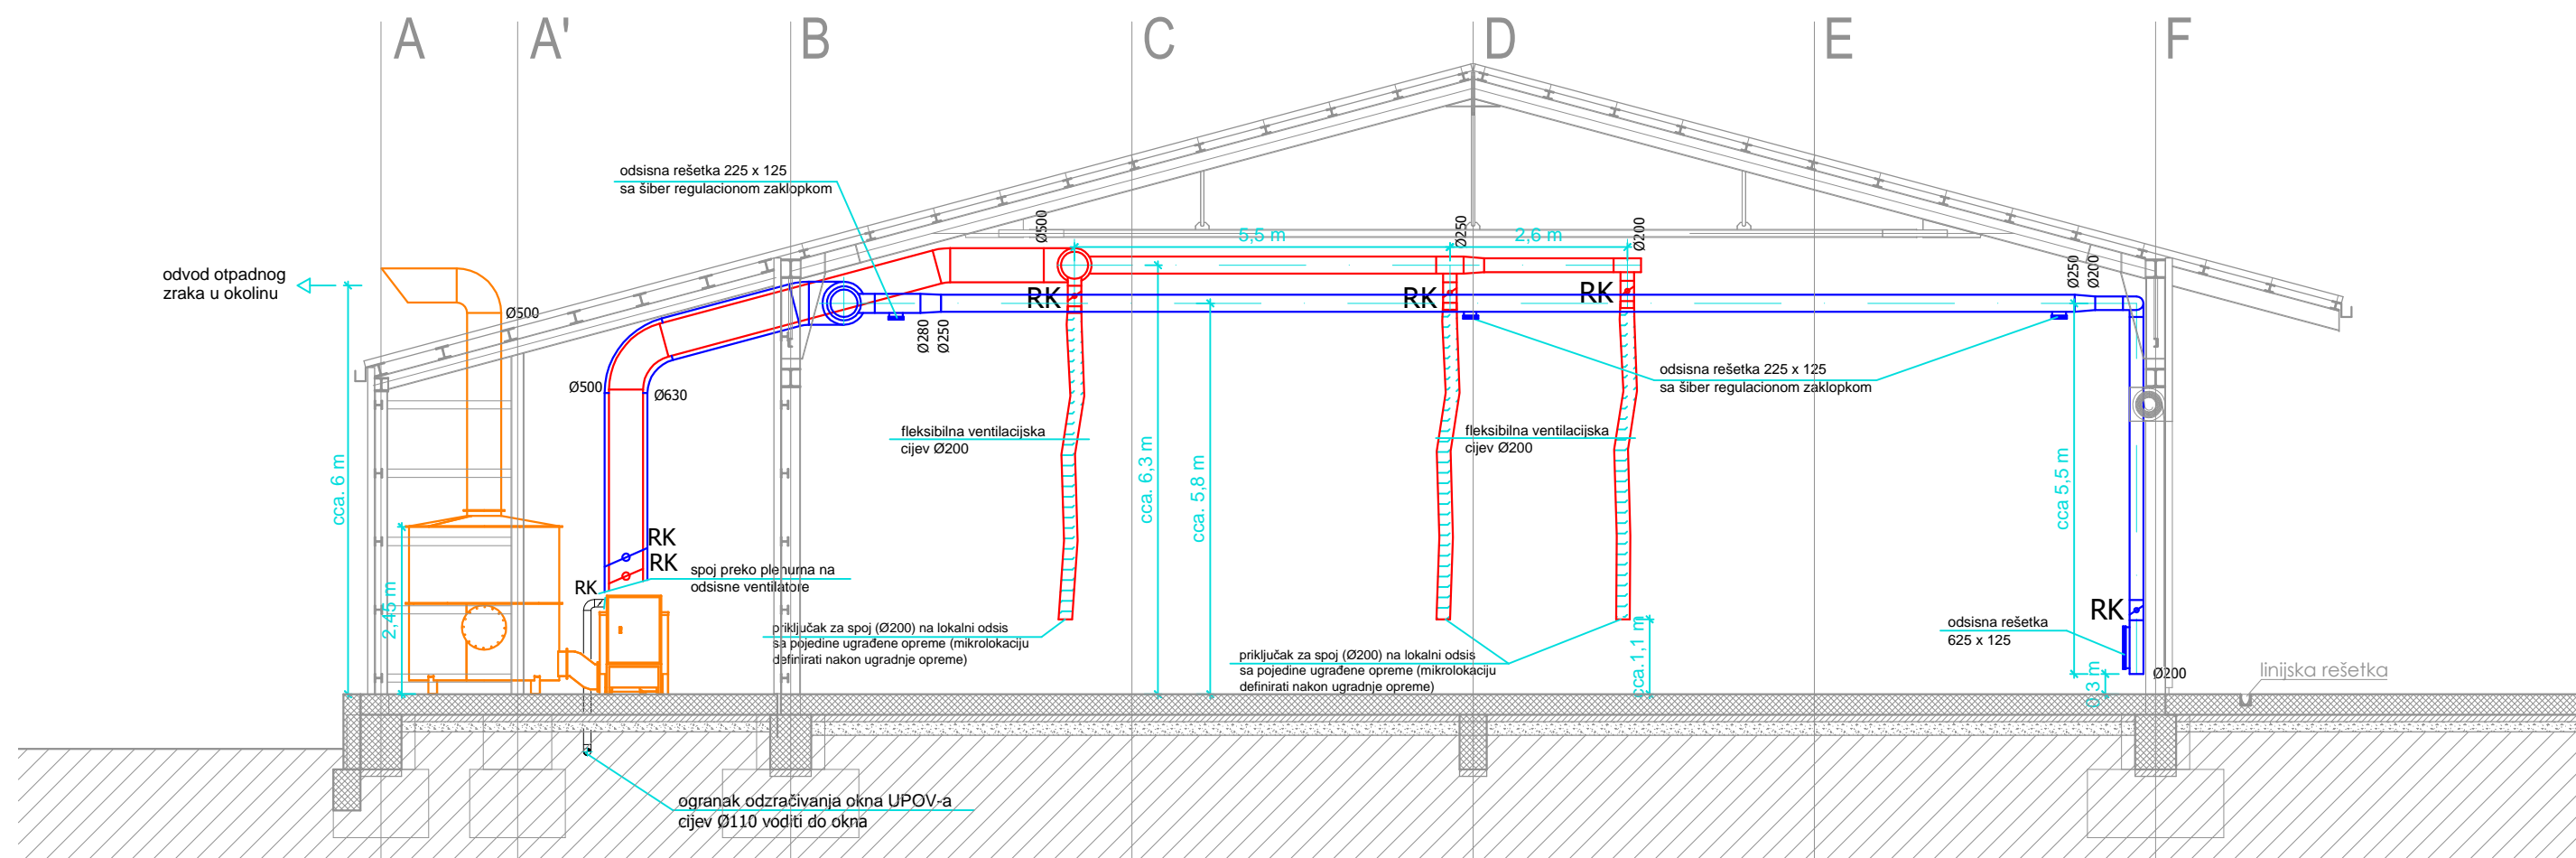 A
A'
B
C
D
E
F
odsisna rešetka 225 x 125
sa šiber regulacionom zaklopkom
odvod otpadnog
zraka u okolinu
Ø500
Ø500
5,5 m
Ø250
2,6 m
Ø200
Ø250
Ø200
RK
RK
RK
Ø280
Ø250
Ø500
Ø630
odsisna rešetka 225 x 125
sa šiber regulacionom zaklopkom
fleksibilna ventilacijska
cijev Ø200
fleksibilna ventilacijska
cijev Ø200
cca. 6 m
cca. 6,3 m
cca. 5,8 m
cca 5,5 m
RK
RK
RK
spoj preko plenuma na
odsisne ventilatore
2,45 m
priključak za spoj (Ø200) na lokalni odsis
sa pojedine ugrađene opreme (mikrolokaciju
definirati nakon ugradnje opreme)
priključak za spoj (Ø200) na lokalni odsis
sa pojedine ugrađene opreme (mikrolokaciju
definirati nakon ugradnje opreme)
cca.1,1 m
RK
odsisna rešetka
625 x 125
Ø200
0,3 m
linijska rešetka
ogranak odzračivanja okna UPOV-a
cijev Ø110 voditi do okna